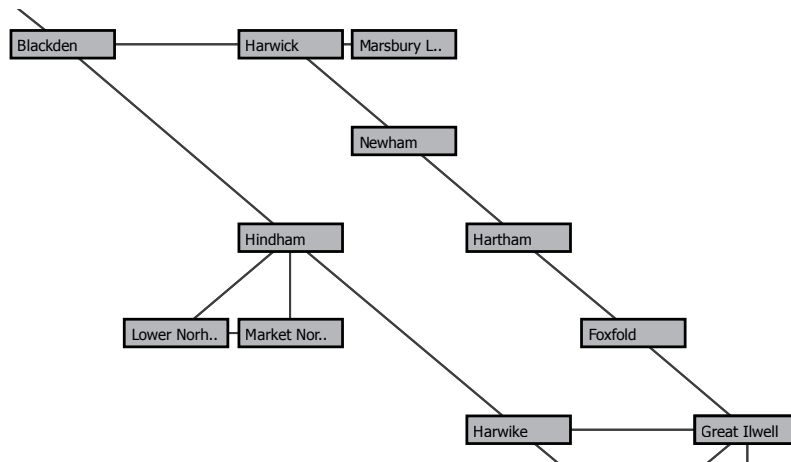 Blackden
Harwick
Marsbury L..
Newham
Hindham
Hartham
Lower Norh..
Market Nor..
Foxfold
Harwike
Great Ilwell